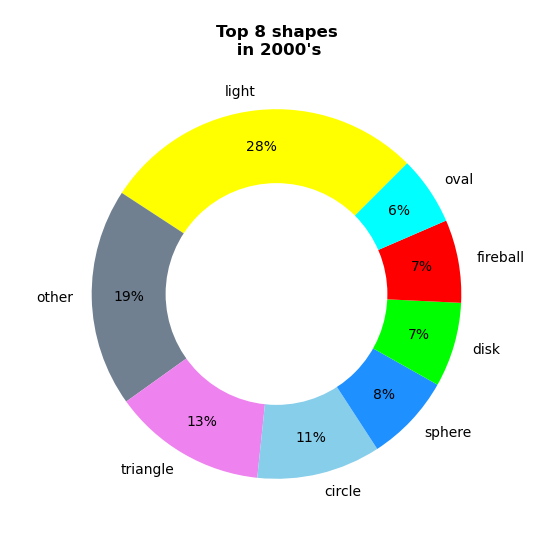 Top 8 shapes
in 2000's
light
28%
oval
6%
fireball
7%
other
19%
disk
7%
sphere
8%
triangle
13%
circle
11%